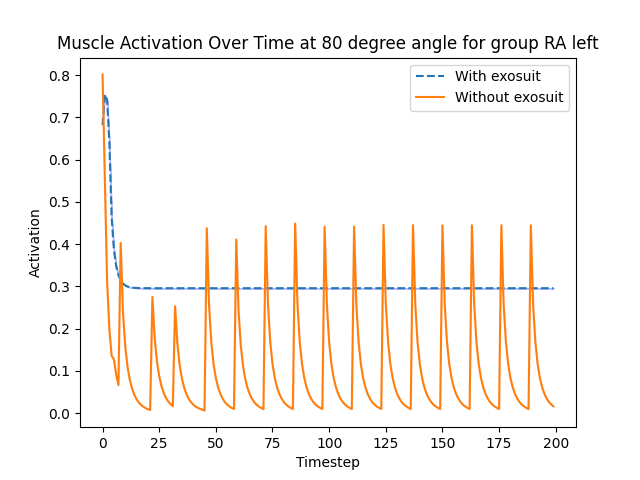 Muscle Activation Over Time at 80 degree angle for group RA left
With exosuit
Without exosuit
Activation
0.8
0.7
0.6
0.5
0.4
0.3
0.2
0.1
0.0
0 25 50 75 100 125 150 175 200
Timestep